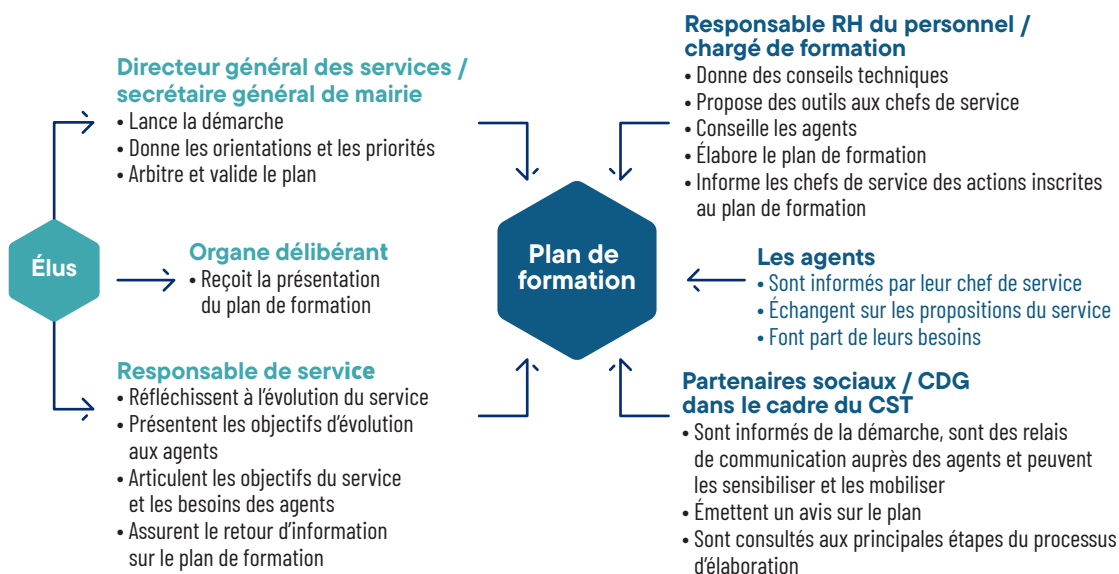 Élus
Directeur général des services /
secrétaire général de mairie
• Lance la démarche
• Donne les orientations et les priorités
• Arbitre et valide le plan
Organe délibérant
• Reçoit la présentation
du plan de formation
Responsable de service
• Réfléchissent à l’évolution du service
• Présentent les objectifs d’évolution
aux agents
• Articulent les objectifs du service
et les besoins des agents
• Assurent le retour d’information
sur le plan de formation
Plan de
formation
Responsable RH du personnel /
chargé de formation
• Donne des conseils techniques
• Propose des outils aux chefs de service
• Conseille les agents
• Élabore le plan de formation
• Informe les chefs de service des actions inscrites
au plan de formation
Les agents
• Sont informés par leur chef de service
• Échangent sur les propositions du service
• Font part de leurs besoins
Partenaires sociaux / CDG
dans le cadre du CST
• Sont informés de la démarche, sont des relais
de communication auprès des agents et peuvent
les sensibiliser et les mobiliser
• Émettent un avis sur le plan
• Sont consultés aux principales étapes du processus
d’élaboration